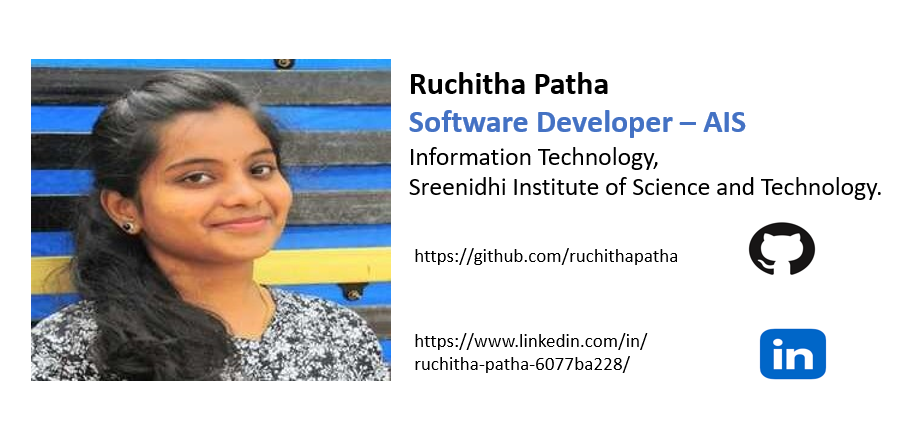 Ruchitha Patha
Software Developer – AIS
Information Technology,
Sreenidhi Institute of Science and Technology.
https://github.com/ruchithapatha
https://www.linkedin.com/in/
ruchitha-patha-6077ba228/
in